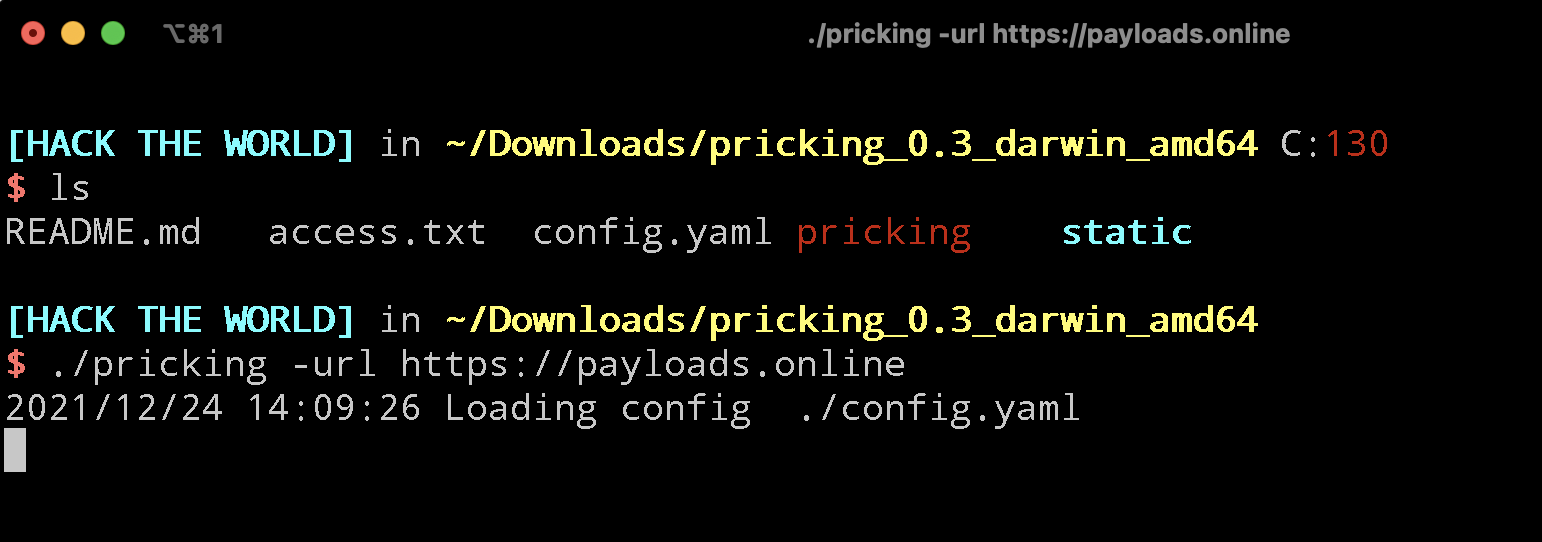 ⌥⌘1 ./pricking -url https://payloads.online
[HACK THE WORLD] in ~/Downloads/pricking_0.3_darwin_amd64 C:130
$ ls
README.md access.txt config.yaml pricking static
[HACK THE WORLD] in ~/Downloads/pricking_0.3_darwin_amd64
$ ./pricking -url https://payloads.online
2021/12/24 14:09:26 Loading config ./config.yaml